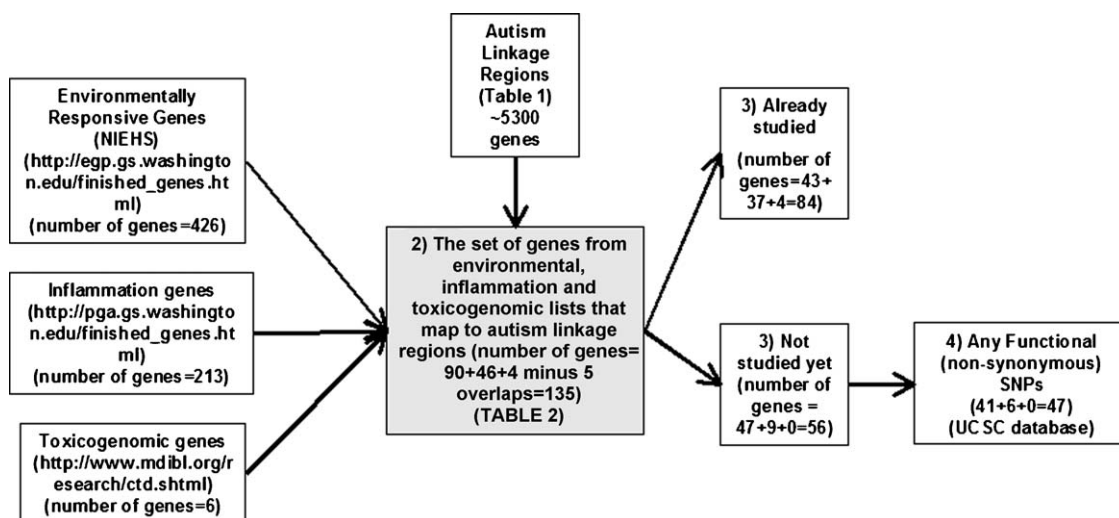 Environmentally
Responsive Genes
(NIEHS)
(http://egp.gs.washingto
n.edu/finished_genes.ht
ml)
(number of genes=426)
Inflammation genes
(http://pga.gs.washingto
n.edu/finished_genes.ht
ml)
(number of genes=213)
Toxicogenomic genes
(http://www.mdibl.org/r
esearch/ctd.shtml)
(number of genes=6)
Autism
Linkage
Regions
(Table 1)
~5300
genes
2) The set of genes from
environmental,
inflammation and
toxicogenomic lists that
map to autism linkage
regions (number of genes=
90+46+4 minus 5
overlaps=135)
(TABLE 2)
3) Already
studied
(number of
genes=43+
37+4=84)
3) Not
studied yet
(number of
genes =
47+9+0=56)
4) Any Functional
(non-synonymous)
SNPs
(41+6+0=47)
(UCSC database)